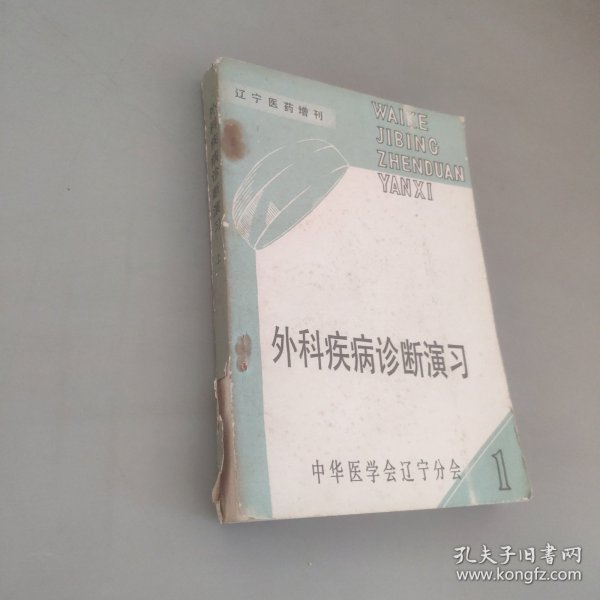 辽宁医药增刊
WAIKE
JIBING
ZHENDUAN
YANXI
外科疾病诊断演习
中华医学会辽宁分会
1
孔夫子旧书网
www.kongfz.com